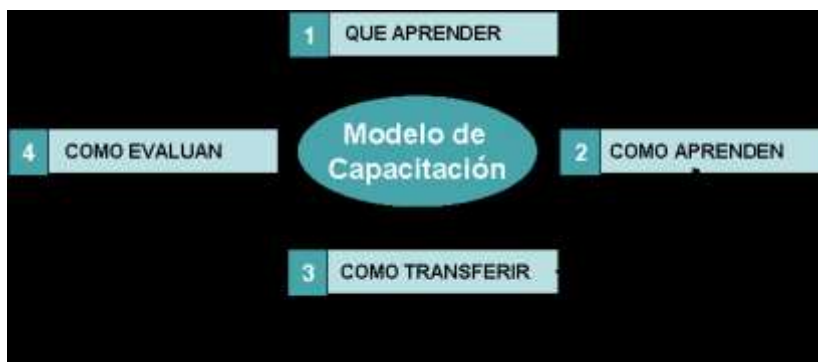 1 QUE APRENDER
Modelo de
Capacitación
4 COMO EVALUAN
2 COMO APRENDEN
3 COMO TRANSFERIR